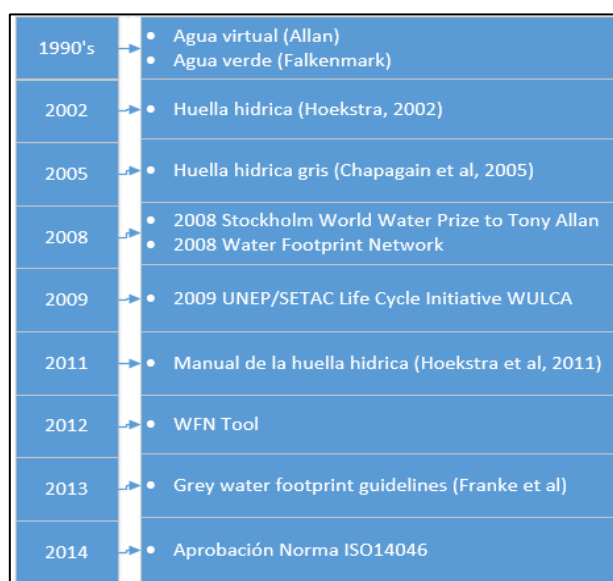 1990's
• Agua virtual (Allan)
• Agua verde (Falkenmark)
2002
• Huella hidrica (Hoekstra, 2002)
2005
• Huella hidrica gris (Chapagain et al, 2005)
2008
• 2008 Stockholm World Water Prize to Tony Allan
• 2008 Water Footprint Network
2009
• 2009 UNEP/SETAC Life Cycle Initiative WULCA
2011
• Manual de la huella hidrica (Hoekstra et al, 2011)
2012
• WFN Tool
2013
• Grey water footprint guidelines (Franke et al)
2014
• Aprobación Norma ISO14046